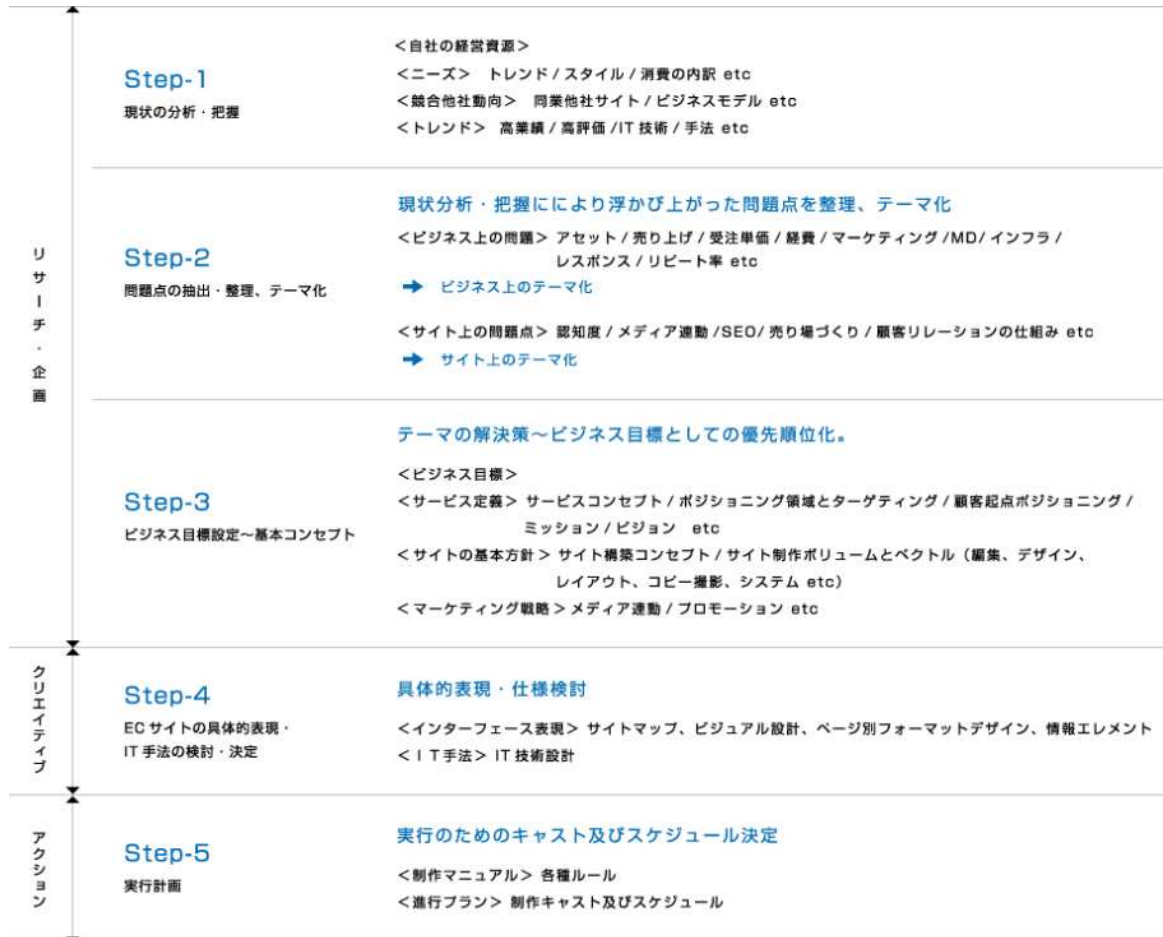 リサーチ・企画
Step-1
現状の分析・把握
＜自社の経営資源＞
＜ニーズ＞ トレンド / スタイル / 消費の内訳 etc
＜競合他社動向＞ 同業他社サイト / ビジネスモデル etc
＜トレンド＞ 高業績 / 高評価 /IT 技術 / 手法 etc
Step-2
問題点の抽出・整理、テーマ化
現状分析・把握ににより浮かび上がった問題点を整理、テーマ化
＜ビジネス上の問題＞ アセット / 売り上げ / 受注単価 / 経費 / マーケティング /MD/ インフラ /
レスポンス / リピート率 etc
➔ ビジネス上のテーマ化
＜サイト上の問題点＞ 認知度 / メディア連動 /SEO/ 売り場づくり / 顧客リレーションの仕組み etc
➔ サイト上のテーマ化
Step-3
ビジネス目標設定～基本コンセプト
テーマの解決策～ビジネス目標としての優先順位化。
＜ビジネス目標＞
＜サービス定義＞ サービスコンセプト / ポジショニング領域とターゲティング / 顧客起点ポジショニング /
ミッション / ビジョン etc
＜サイトの基本方針＞ サイト構築コンセプト / サイト制作ボリュームとベクトル（編集、デザイン、
レイアウト、コピー撮影、システム etc）
＜マーケティング戦略＞メディア連動 / プロモーション etc
クリエイティブ
Step-4
EC サイトの具体的表現・
IT 手法の検討・決定
具体的表現・仕様検討
＜インターフェース表現＞ サイトマップ、ビジュアル設計、ページ別フォーマットデザイン、情報エレメント
＜ＩＴ手法＞ IT 技術設計
アクション
Step-5
実行計画
実行のためのキャスト及びスケジュール決定
＜制作マニュアル＞ 各種ルール
＜進行プラン＞ 制作キャスト及びスケジュール